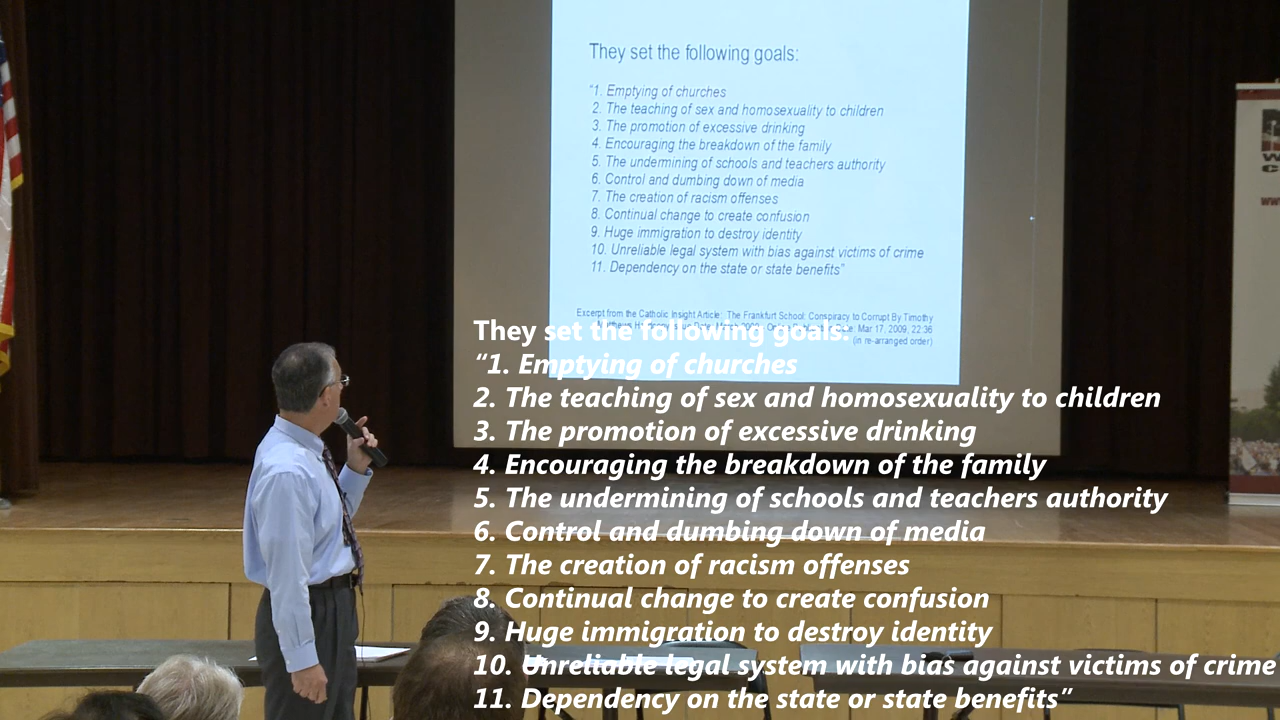 They set the following goals:
"1. Emptying of churches
2. The teaching of sex and homosexuality to children
3. The promotion of excessive drinking
4. Encouraging the breakdown of the family
5. The undermining of schools and teachers authority
6. Control and dumbing down of media
7. The creation of racism offenses
8. Continual change to create confusion
9. Huge immigration to destroy identity
10. Unreliable legal system with bias against victims of crime
11. Dependency on the state or state benefits"
Excerpt from the Catholic Insight Article: The Frankfurt School: Conspiracy to Corrupt By Timothy
Mar 17, 2009, 22:36
(in re-arranged order)
They set the following goals:
“1. Emptying of churches
2. The teaching of sex and homosexuality to children
3. The promotion of excessive drinking
4. Encouraging the breakdown of the family
5. The undermining of schools and teachers authority
6. Control and dumbing down of media
7. The creation of racism offenses
8. Continual change to create confusion
9. Huge immigration to destroy identity
10. Unreliable legal system with bias against victims of crime
11. Dependency on the state or state benefits”